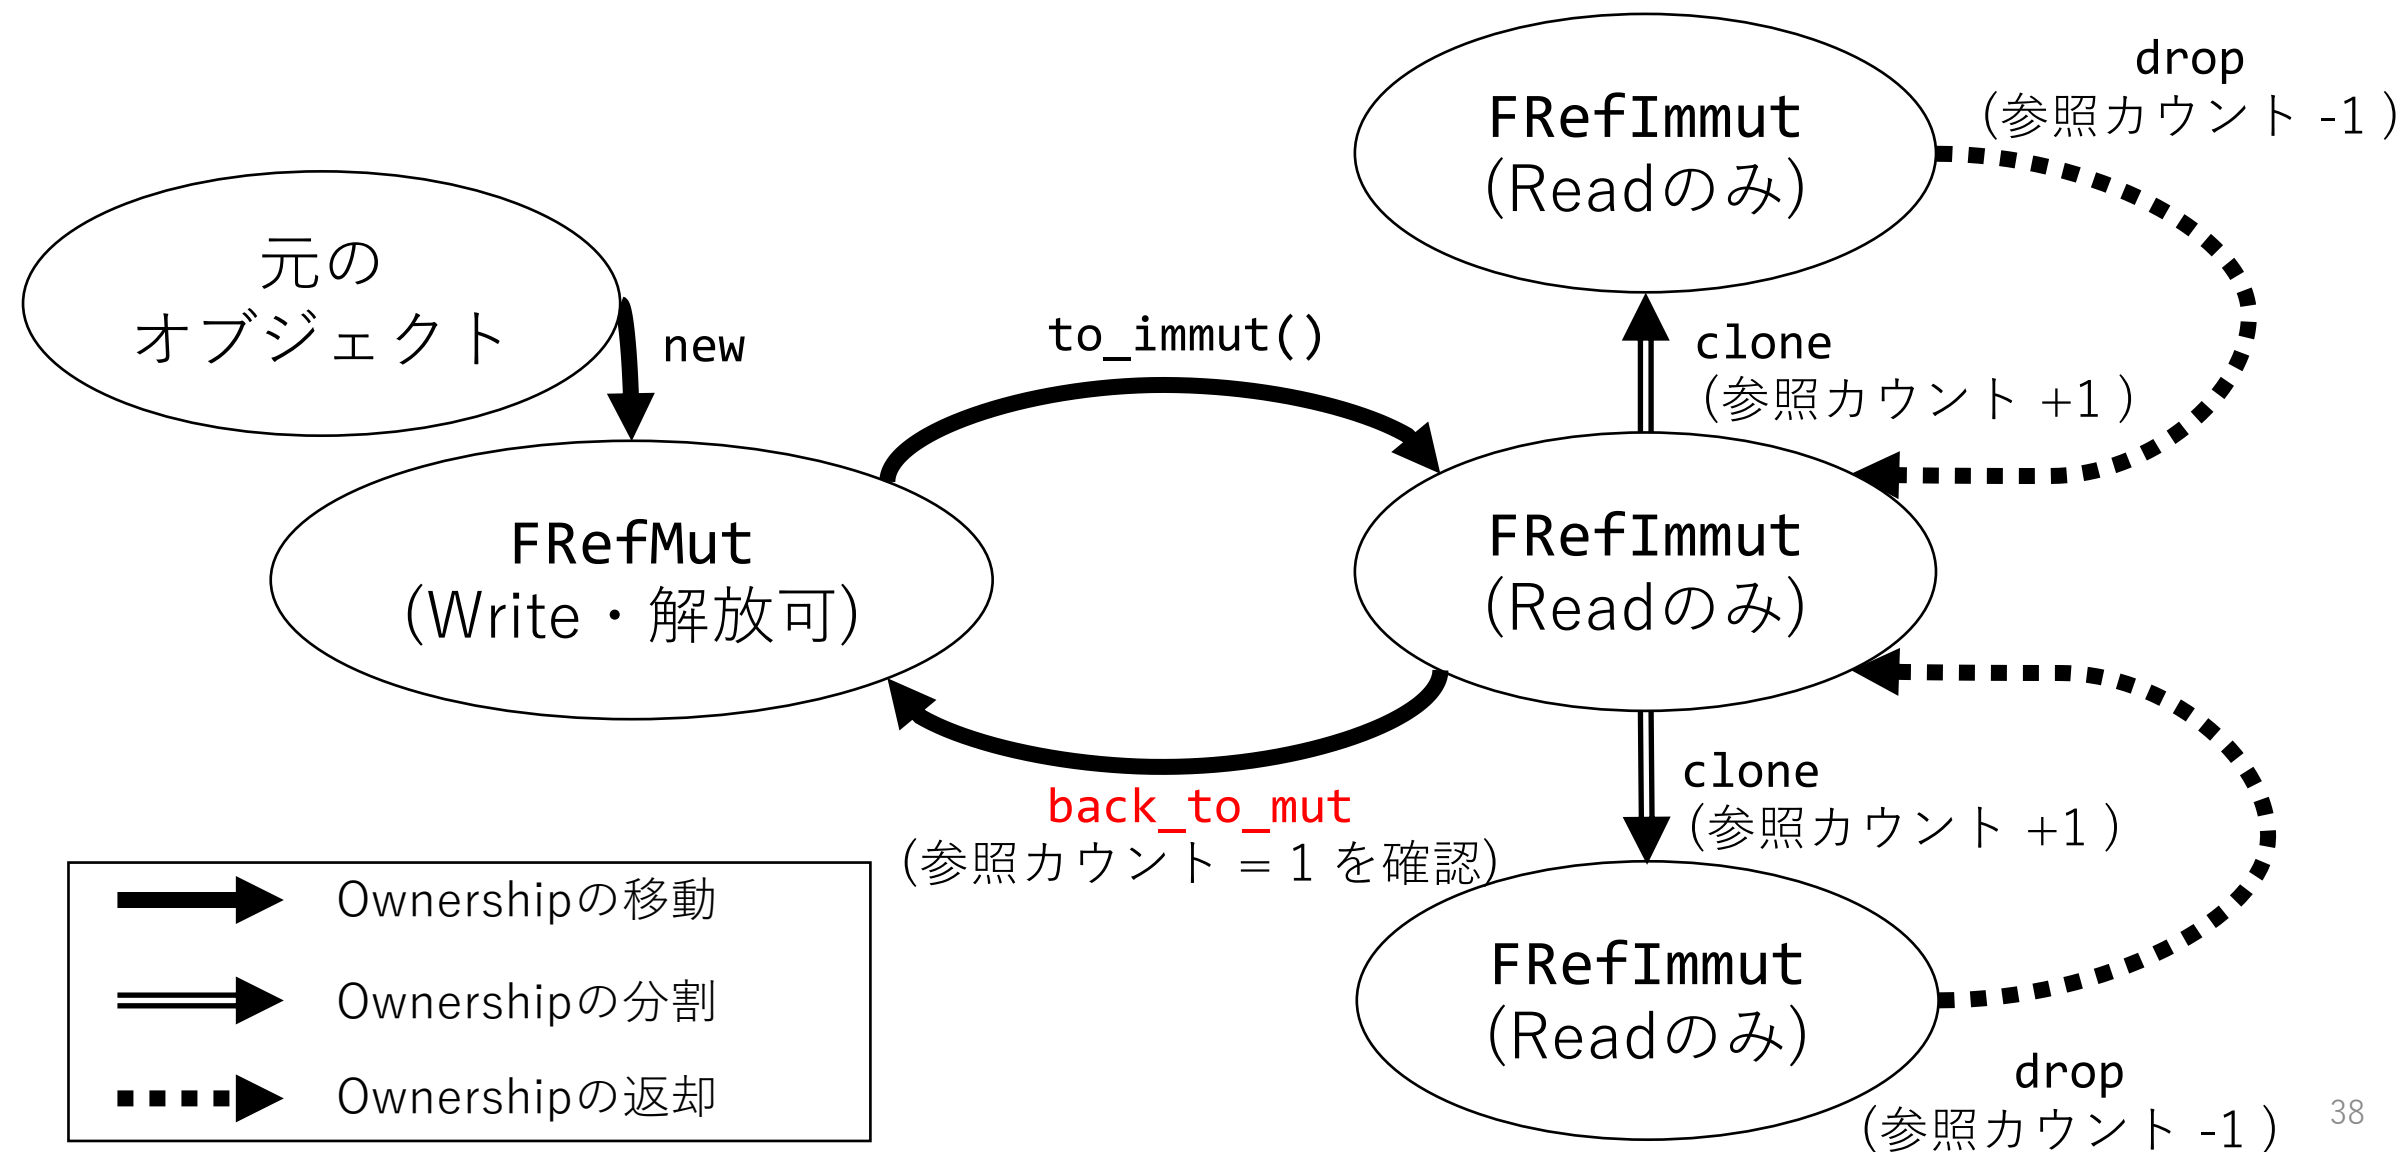 元の
オブジェクト
new
FRefMut
(Write・解放可)
to_immut()
back_to_mut
(参照カウント = 1 を確認)
FRefImmut
(Readのみ)
drop
(参照カウント -1 )
clone
(参照カウント +1 )
FRefImmut
(Readのみ)
clone
(参照カウント +1 )
FRefImmut
(Readのみ)
drop
(参照カウント -1 )
Ownershipの移動
Ownershipの分割
Ownershipの返却
38